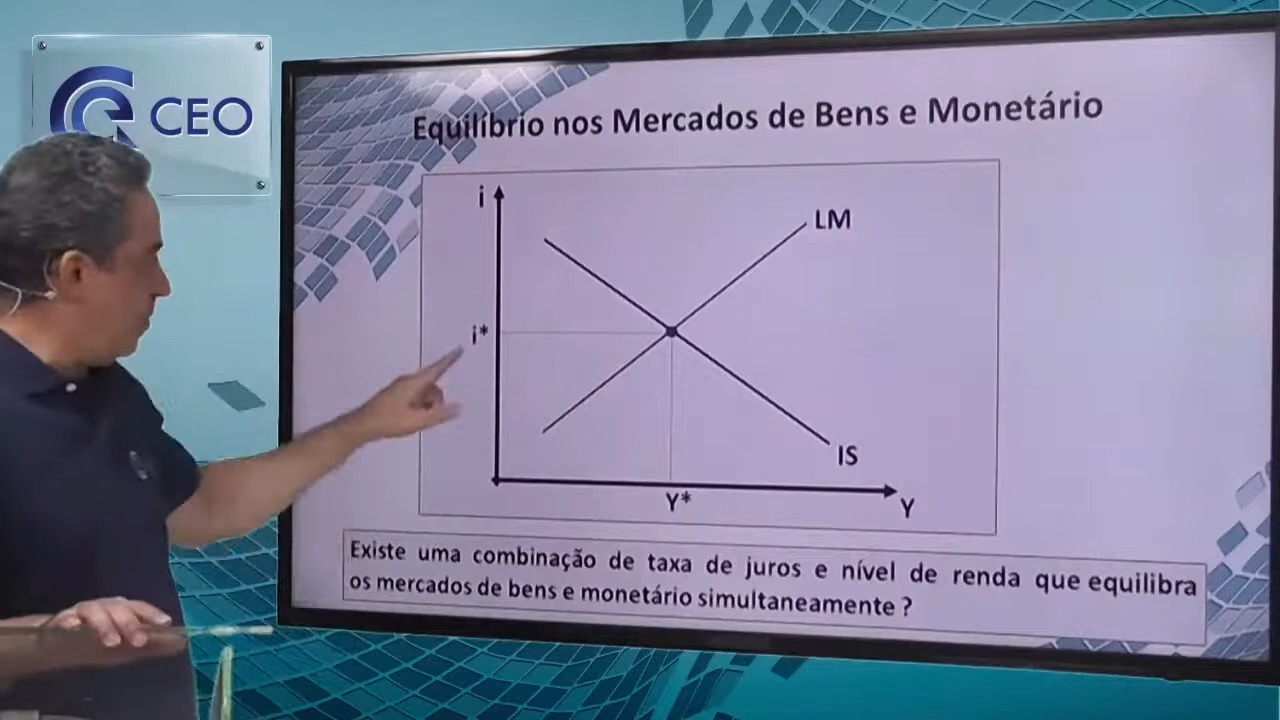 CEO
Equilíbrio nos Mercados de Bens e Monetário
i
LM
i*
IS
Y*
Y
Existe uma combinação de taxa de juros e nível de renda que equilibra
os mercados de bens e monetário simultaneamente ?